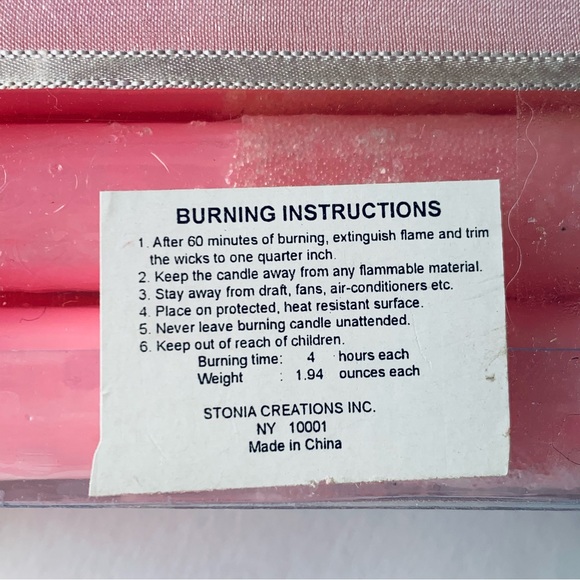 BURNING INSTRUCTIONS
1. After 60 minutes of burning, extinguish flame and trim
the wicks to one quarter inch.
2. Keep the candle away from any flammable material.
3. Stay away from draft, fans, air-conditioners etc.
4. Place on protected, heat resistant surface.
5. Never leave burning candle unattended.
6. Keep out of reach of children.
Burning time: 4 hours each
Weight : 1.94 ounces each
STONIA CREATIONS INC.
NY 10001
Made in China